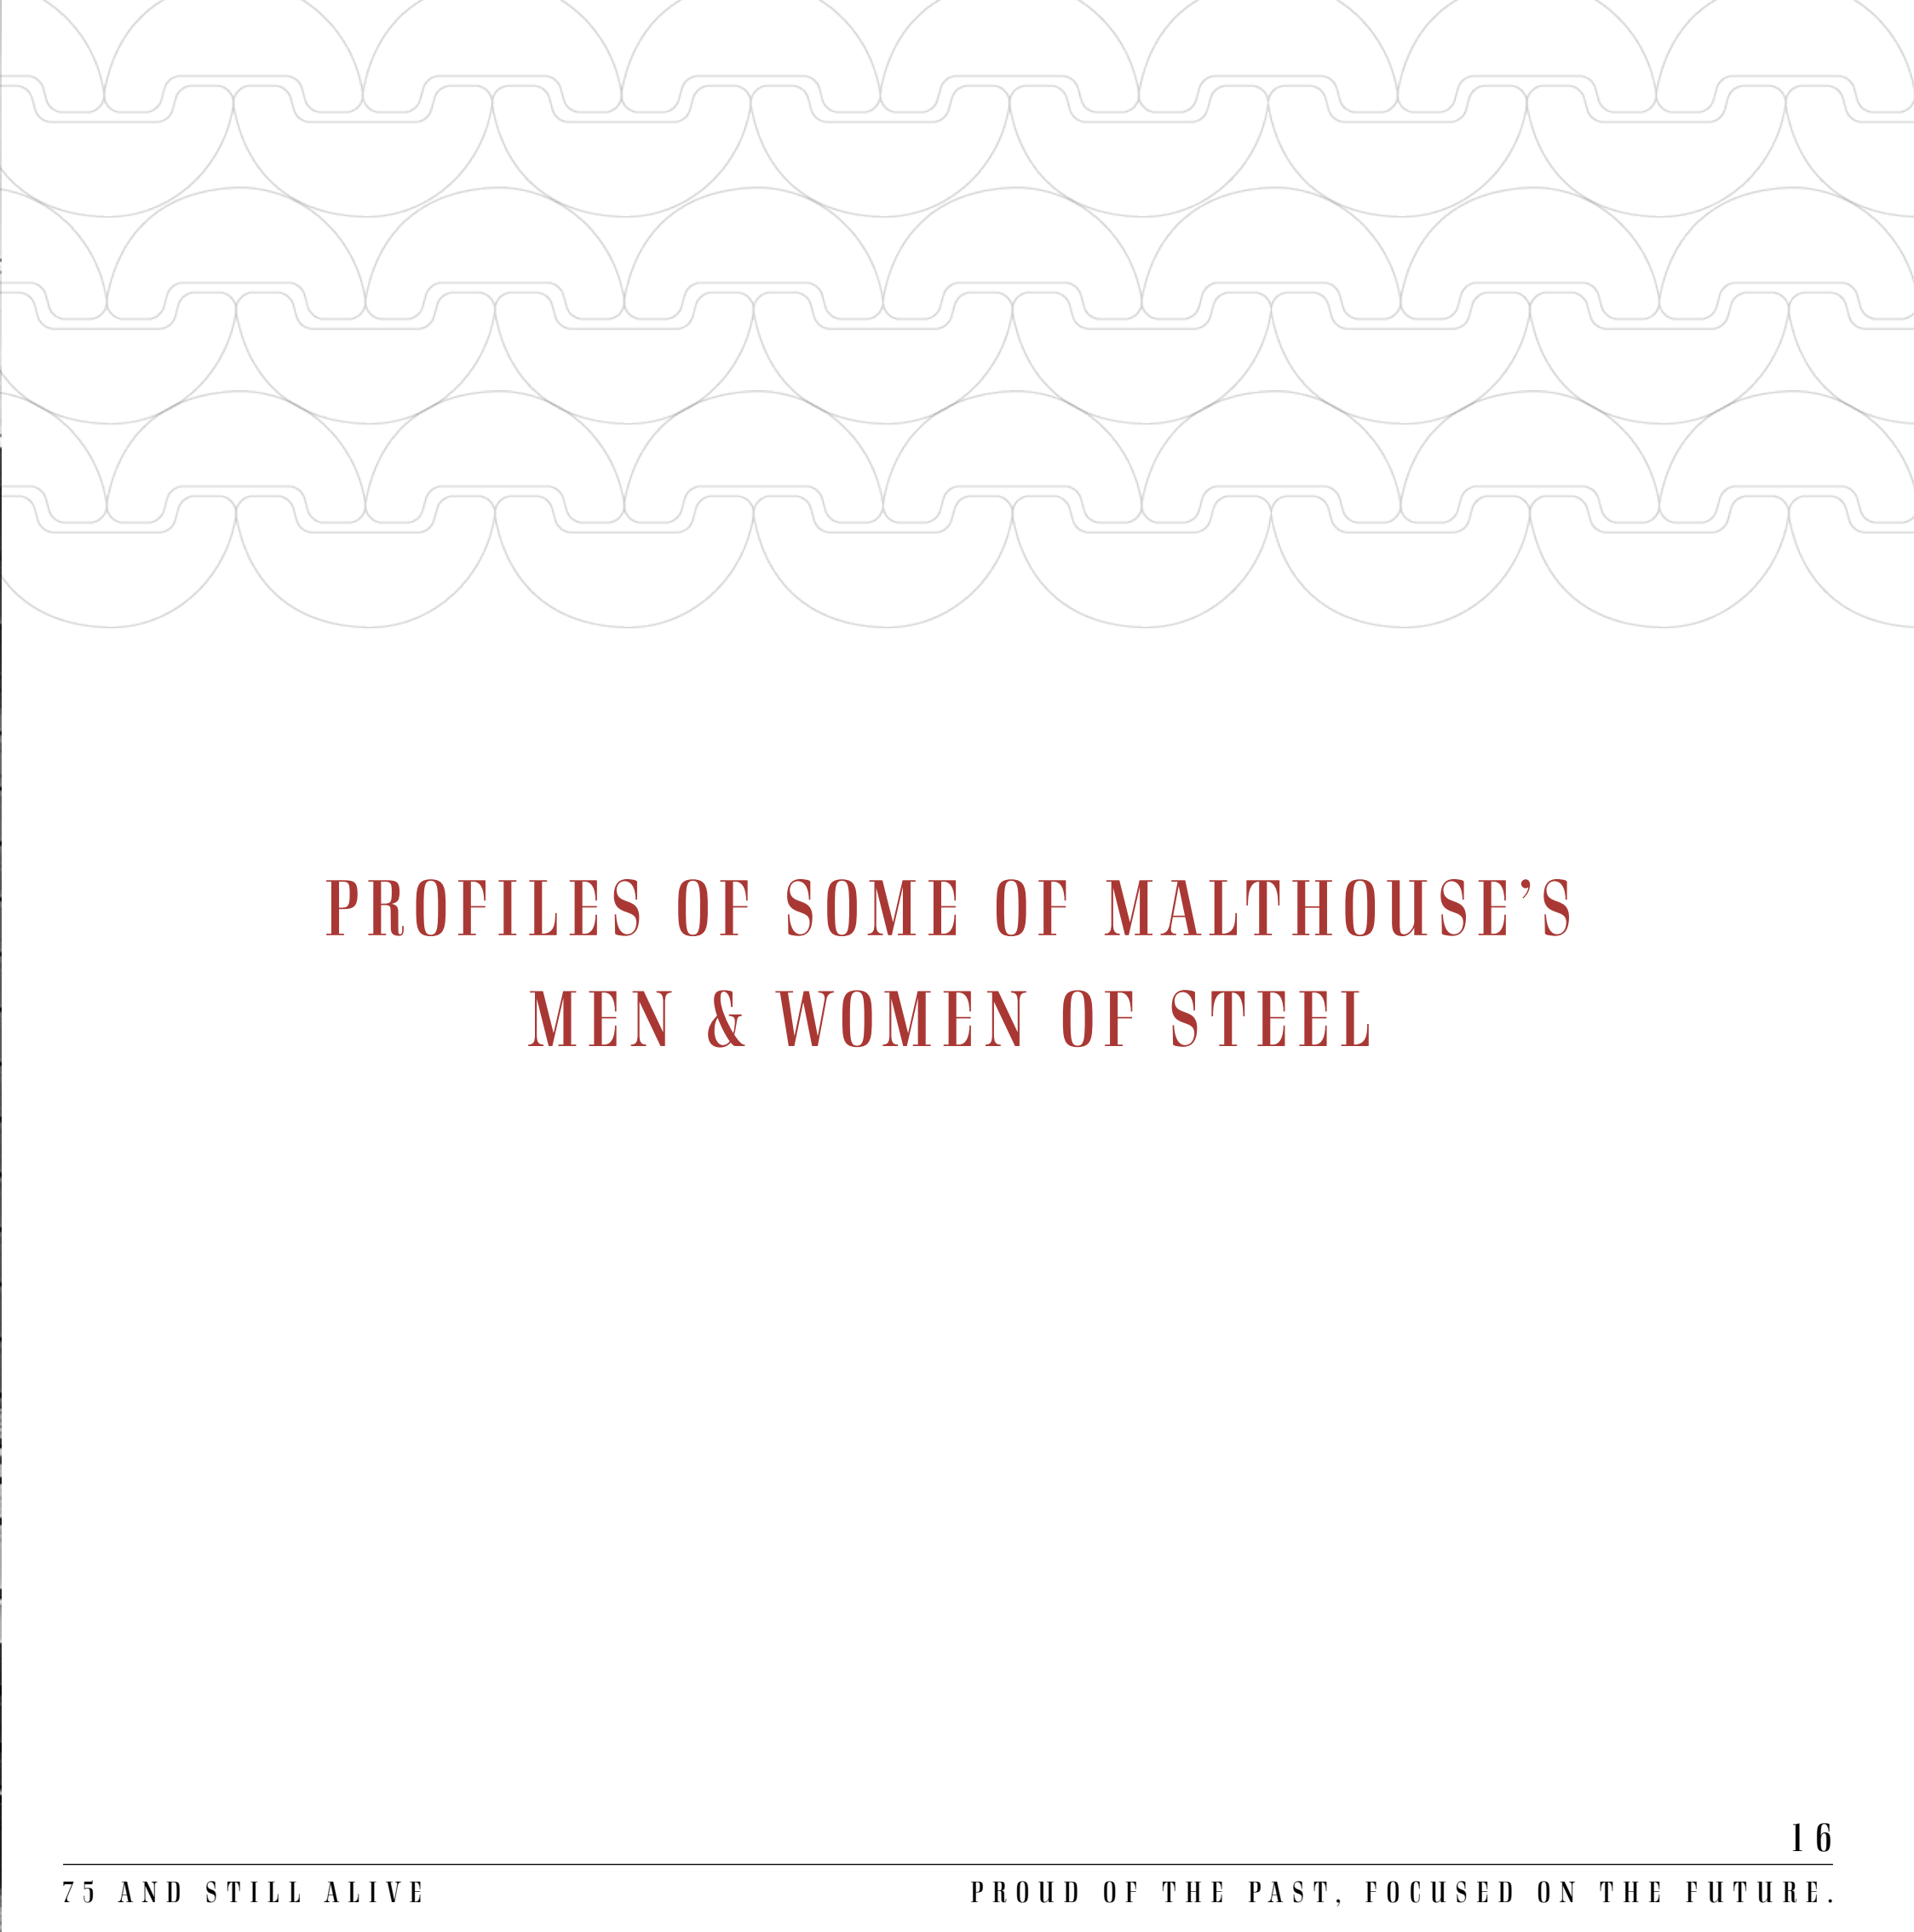 PROFILES OF SOME OF MALTHOUSE’S
MEN & WOMEN OF STEEL
16
75 AND STILL ALIVE
PROUD OF THE PAST, FOCUSED ON THE FUTURE.